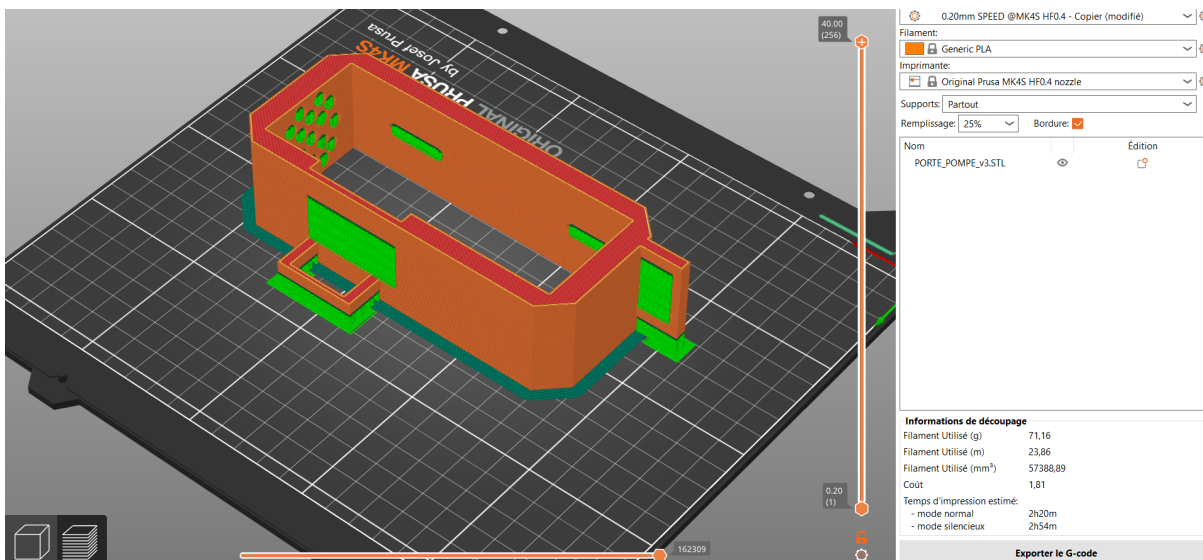 0.20mm SPEED @MK4S HF0.4 - Copier (modifié)
Filament:
Generic PLA
Imprimante:
Original Prusa MK4S HF0.4 nozzle
Supports: Partout
Remplissage: 25% Bordure:
Nom Édition
PORTE_POMPE_v3.STL
Informations de découpage
Filament Utilisé (g) 71,16
Filament Utilisé (m) 23,86
Filament Utilisé (mm³) 57388,89
Coût 1,81
Temps d'impression estimé:
- mode normal 2h20m
- mode silencieux 2h54m
Exporter le G-code
40.00
(256)
0.20
(1)
162309
ORIGINAL PRUSA MK4S
by Josef Prusa